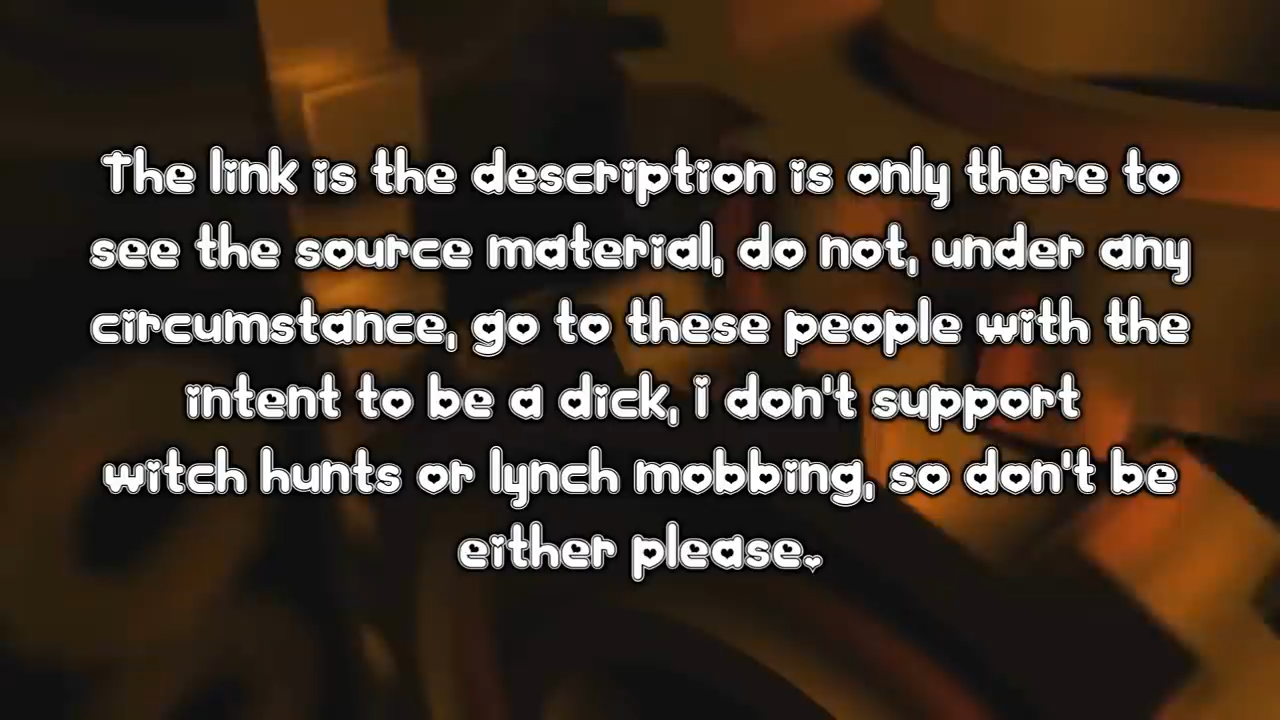 The link is the description is only there to
see the source material, do not, under any
circumstance, go to these people with the
intent to be a dick, i don't support
witch hunts or lynch mobbing, so don't be
either please.